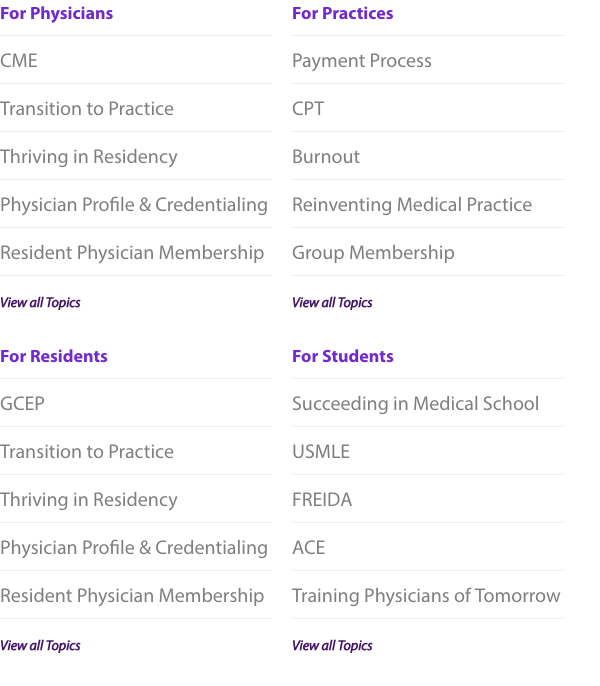 For Physicians
CME
Transition to Practice
Thriving in Residency
Physician Profile & Credentialing
Resident Physician Membership
View all Topics
For Practices
Payment Process
CPT
Burnout
Reinventing Medical Practice
Group Membership
View all Topics
For Residents
GCEP
Transition to Practice
Thriving in Residency
Physician Profile & Credentialing
Resident Physician Membership
View all Topics
For Students
Succeeding in Medical School
USMLE
FREIDA
ACE
Training Physicians of Tomorrow
View all Topics